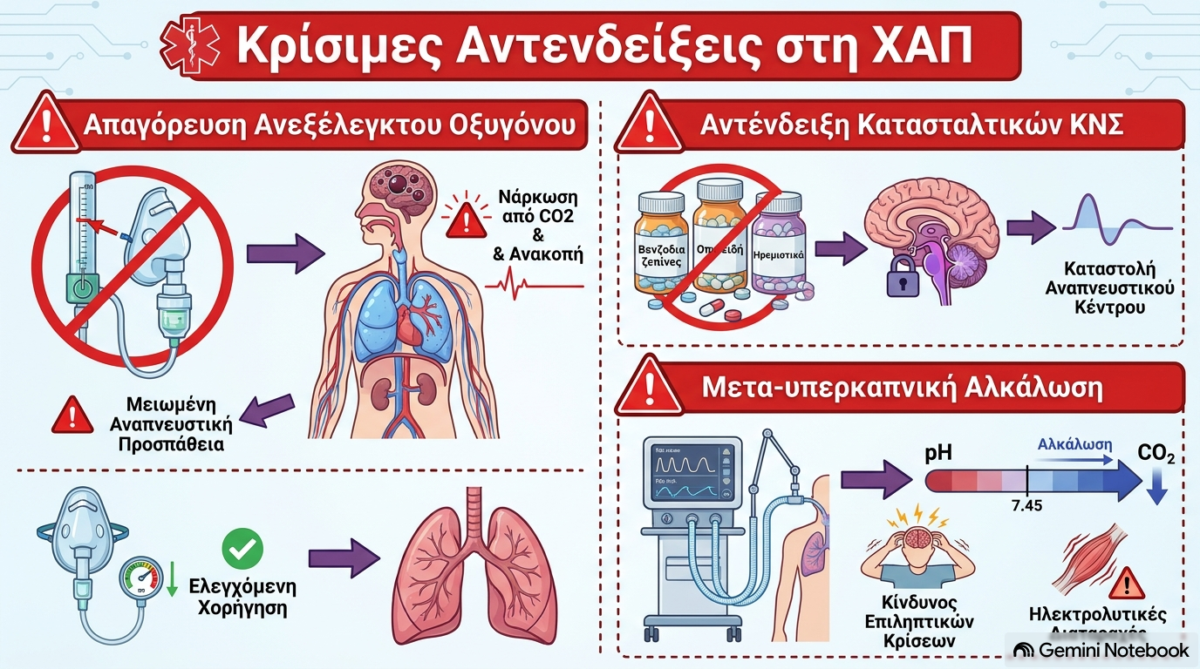 Κρίσιμες Αντενδείξεις στη ΧΑΠ
Απαγόρευση Ανεξέλεγκτου Οξυγόνου
Νάρκωση
από CO2
&
& Ανακοπή
Μειωμένη
Αναπνευστική
Προσπάθεια
Ελεγχόμενη
Χορήγηση
Αντένδειξη Κατασταλτικών ΚΝΣ
Βενζοδια
ζεπίνες
Ηρεμιστικά
Καταστολή
Αναπνευστικού
Κέντρου
Μετα-υπερκαπνική Αλκάλωση
pH
Αλκάλωση
CO₂
7.45
Κίνδυνος
Επιληπτικών
Κρίσεων
Ηλεκτρολυτικές
Διαταραχές
Gemini Notebook